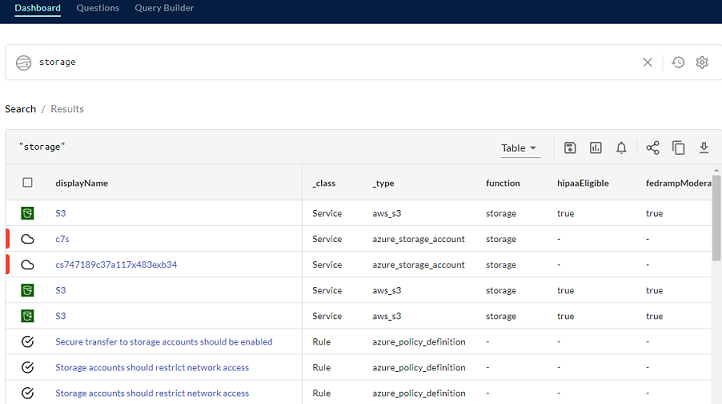 Dashboard Questions Query Builder
storage
Search / Results
"storage" Table
displayName _class _type function hipaaEligible fedrampModera
S3 Service aws_s3 storage true true
c7s Service azure_storage_account storage - -
cs747189c37a117x483exb34 Service azure_storage_account storage - -
S3 Service aws_s3 storage true true
S3 Service aws_s3 storage true true
Secure transfer to storage accounts should be enabled Rule azure_policy_definition - - -
Storage accounts should restrict network access Rule azure_policy_definition - - -
Storage accounts should restrict network access Rule azure_policy_definition - - -